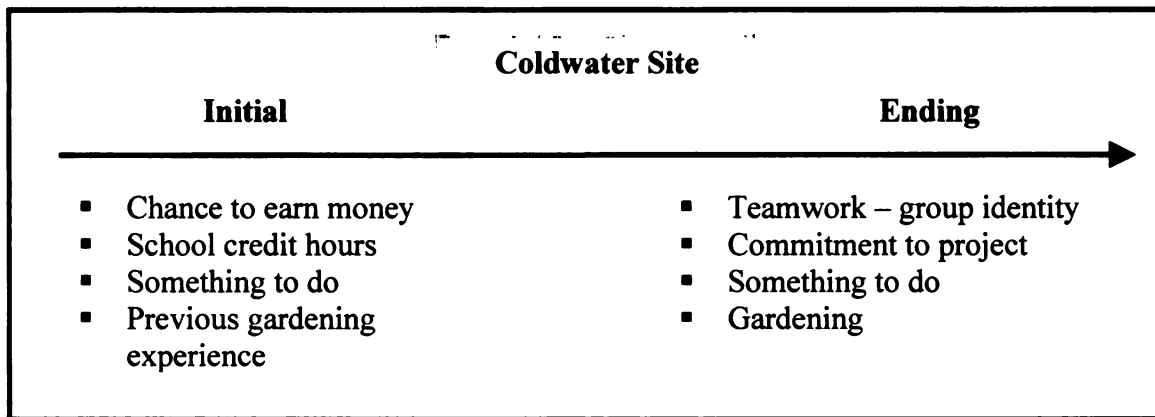 Coldwater Site
Initial
Ending
▪ Chance to earn money
▪ School credit hours
▪ Something to do
▪ Previous gardening
experience
▪ Teamwork – group identity
▪ Commitment to project
▪ Something to do
▪ Gardening